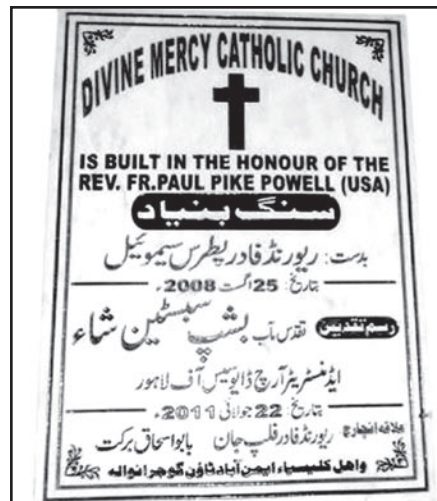 DIVINE MERCY CATHOLIC CHURCH
IS BUILT IN THE HONOUR OF THE
REV. FR.PAUL PIKE POWELL (USA)
سنگ بنیاد
بدست: ریورنڈ فادر پطرس سیموئیل
بتاریخ: 25 اگست 2008ء
رسم تقدیس تقدس مآب بشپ سبسٹین شاء
ایڈمنسٹریٹر آرچ ڈایوسیس آف لاہور
بتاریخ: 22 جولائی 2011ء
علاقہ انچارج ریورنڈ فادر فلپ جان بابو اسحاق برکت
واهل کلیسیاء ایمن آباد ٹاؤن گوجرانوالہ